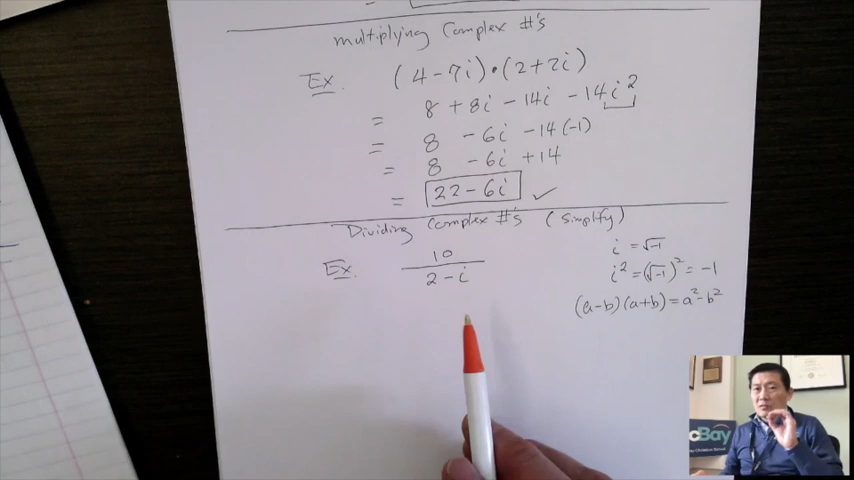 multiplying Complex #'s
Ex. (4-7i)•(2+2i)
= 8 + 8i - 14i - 14i²
= 8 - 6i - 14(-1)
= 8 - 6i + 14
= 22 - 6i ✓
Dividing Complex #'s (simplify)
Ex. 10/(2-i)
i = √-1
i² = (√-1)² = -1
(a-b)(a+b) = a²-b²
cBay